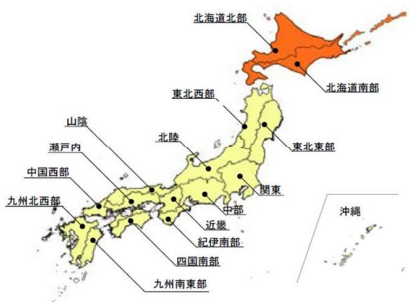 北海道北部
北海道南部
東北西部
東北東部
山陰
北陸
瀬戸内
中国西部
関東
九州北西部
中部
近畿
紀伊南部
四国南部
九州南東部
沖縄